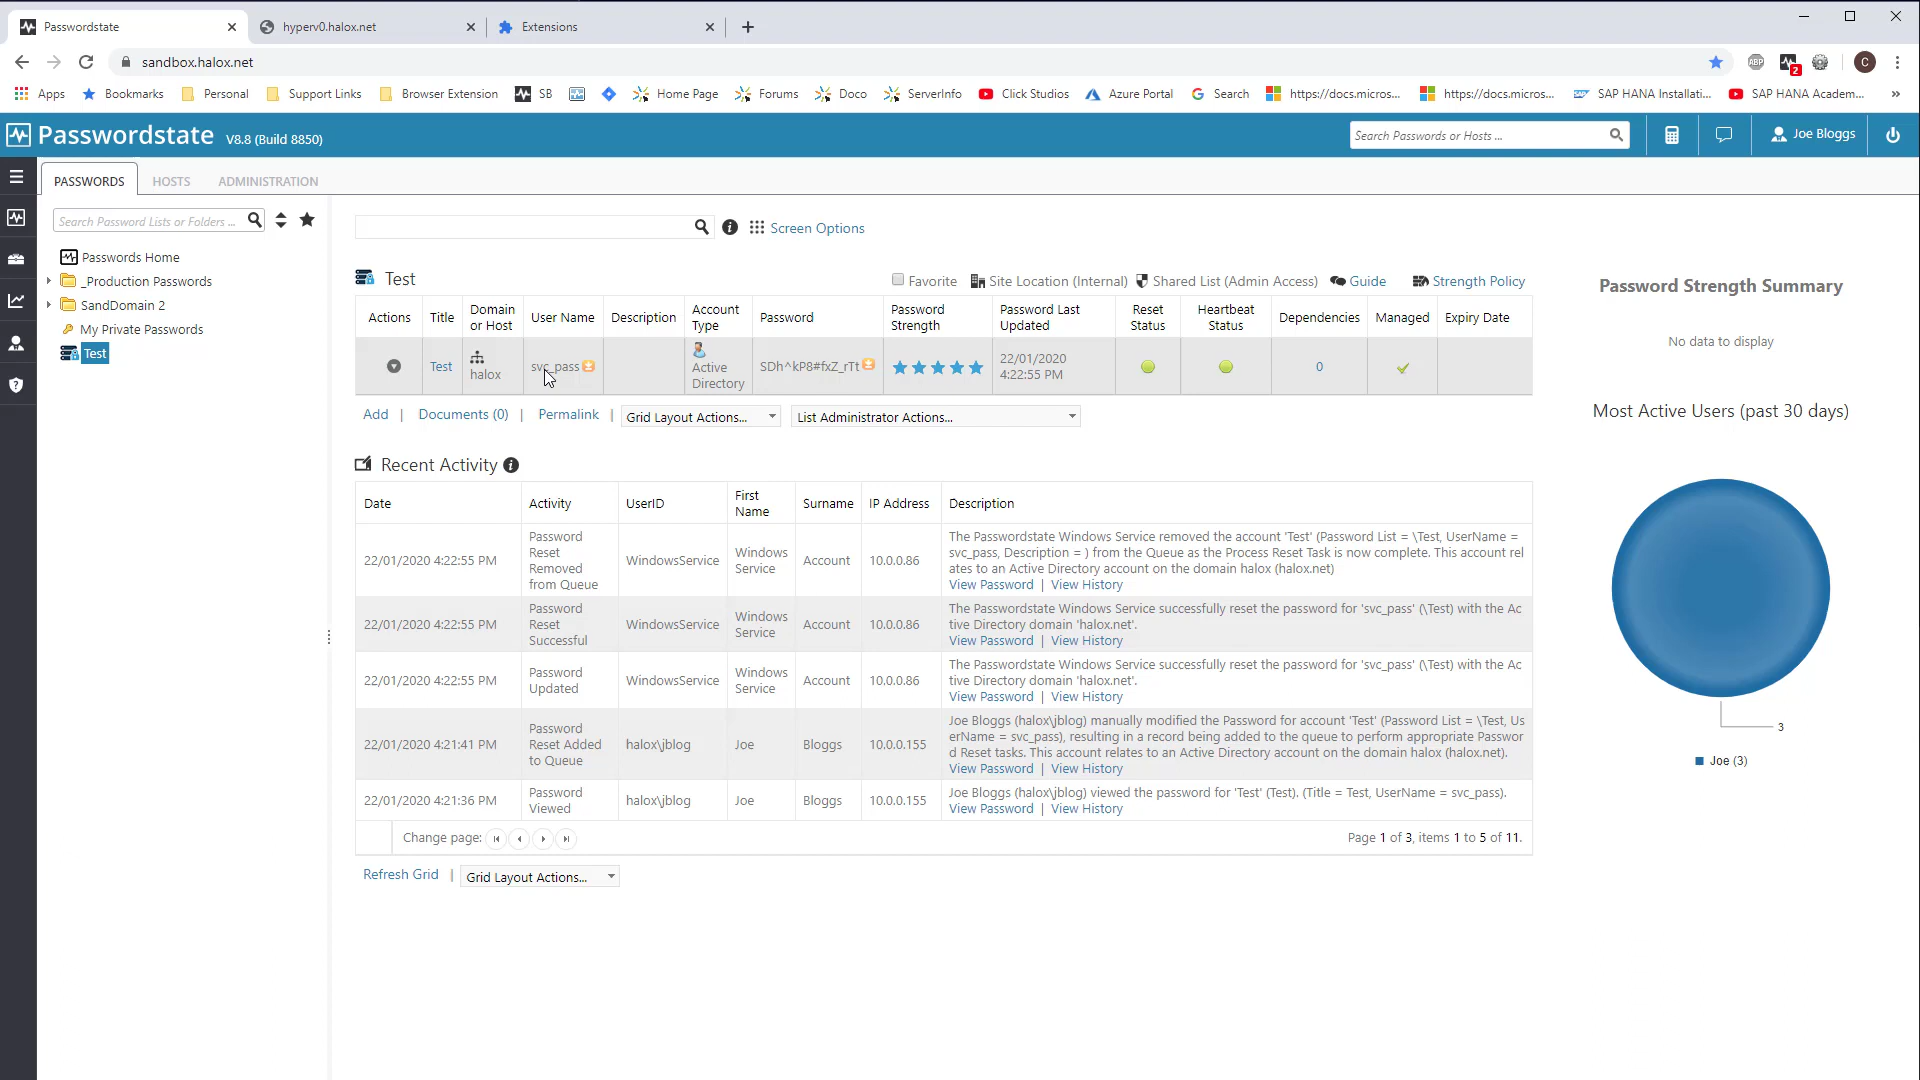 Passwordstate
hyperv0.halox.net
Extensions
sandbox.halox.net
ABP
2
C
Apps
Bookmarks
Personal
Support Links
Browser Extension
SB
Home Page
Forums
Doco
ServerInfo
Click Studios
Azure Portal
Search
https://docs.micros...
https://docs.micros...
SAP HANA Installati...
SAP HANA Academ...
»
Passwordstate V8.8 (Build 8850)
Search Passwords or Hosts ...
Joe Bloggs
PASSWORDS
HOSTS
ADMINISTRATION
Search Password Lists or Folders ...
Passwords Home
_Production Passwords
SandDomain 2
My Private Passwords
Test
Screen Options
Test
Favorite
Site Location (Internal)
Shared List (Admin Access)
Guide
Strength Policy
Actions
Title
Domain
or Host
User Name
Description
Account
Type
Password
Password
Strength
Password Last
Updated
Reset
Status
Heartbeat
Status
Dependencies
Managed
Expiry Date
Test
halox
svc_pass
Active
Directory
SDh^kP8#fxZ_rTt
22/01/2020
4:22:55 PM
0
Add | Documents (0) | Permalink |
Grid Layout Actions...
List Administrator Actions...
Recent Activity
Date
Activity
UserID
First
Name
Surname
IP Address
Description
22/01/2020 4:22:55 PM
Password
Reset
Removed
from Queue
WindowsService
Windows
Service
Account
10.0.0.86
The Passwordstate Windows Service removed the account 'Test' (Password List = \Test, UserName =
svc_pass, Description = ) from the Queue as the Process Reset Task is now complete. This account rel
ates to an Active Directory account on the domain halox (halox.net)
View Password | View History
22/01/2020 4:22:55 PM
Password
Reset
Successful
WindowsService
Windows
Service
Account
10.0.0.86
The Passwordstate Windows Service successfully reset the password for 'svc_pass' (\Test) with the Ac
tive Directory domain 'halox.net'.
View Password | View History
22/01/2020 4:22:55 PM
Password
Updated
WindowsService
Windows
Service
Account
10.0.0.86
The Passwordstate Windows Service successfully reset the password for 'svc_pass' (\Test) with the Ac
tive Directory domain 'halox.net'.
View Password | View History
22/01/2020 4:21:41 PM
Password
Reset Added
to Queue
halox\jblog
Joe
Bloggs
10.0.0.155
Joe Bloggs (halox\jblog) manually modified the Password for account 'Test' (Password List = \Test, Us
erName = svc_pass), resulting in a record being added to the queue to perform appropriate Passwor
d Reset tasks. This account relates to an Active Directory account on the domain halox (halox.net).
View Password | View History
22/01/2020 4:21:36 PM
Password
Viewed
halox\jblog
Joe
Bloggs
10.0.0.155
Joe Bloggs (halox\jblog) viewed the password for 'Test' (Test). (Title = Test, UserName = svc_pass).
View Password | View History
Change page:
Page 1 of 3, items 1 to 5 of 11.
Refresh Grid |
Grid Layout Actions...
Password Strength Summary
No data to display
Most Active Users (past 30 days)
3
Joe (3)